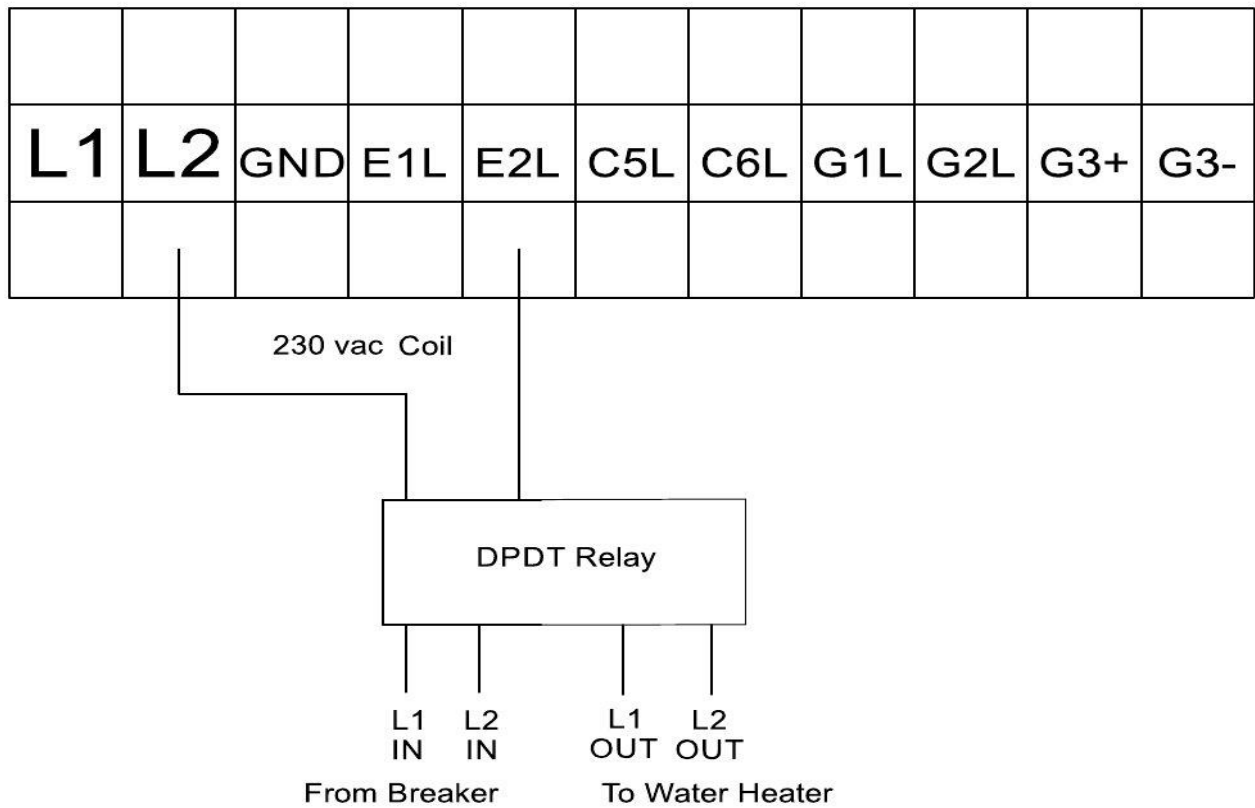 L1 L2 GND E1L E2L C5L C6L G1L G2L G3+ G3-
230 vac Coil
DPDT Relay
L1 L2 L1 L2
IN IN OUT OUT
From Breaker To Water Heater